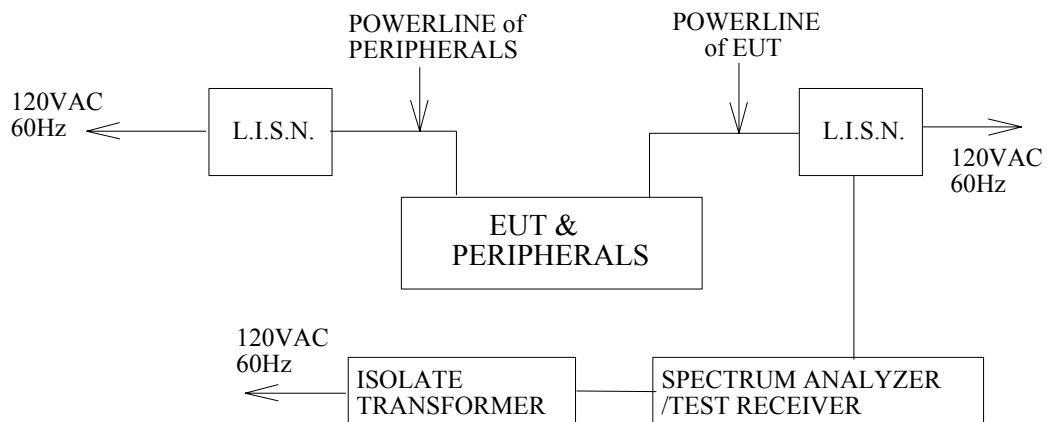 POWERLINE of
PERIPHERALS
POWERLINE
of EUT
120VAC
60Hz
L.I.S.N.
L.I.S.N.
120VAC
60Hz
EUT &
PERIPHERALS
120VAC
60Hz
ISOLATE
TRANSFORMER
SPECTRUM ANALYZER
/TEST RECEIVER